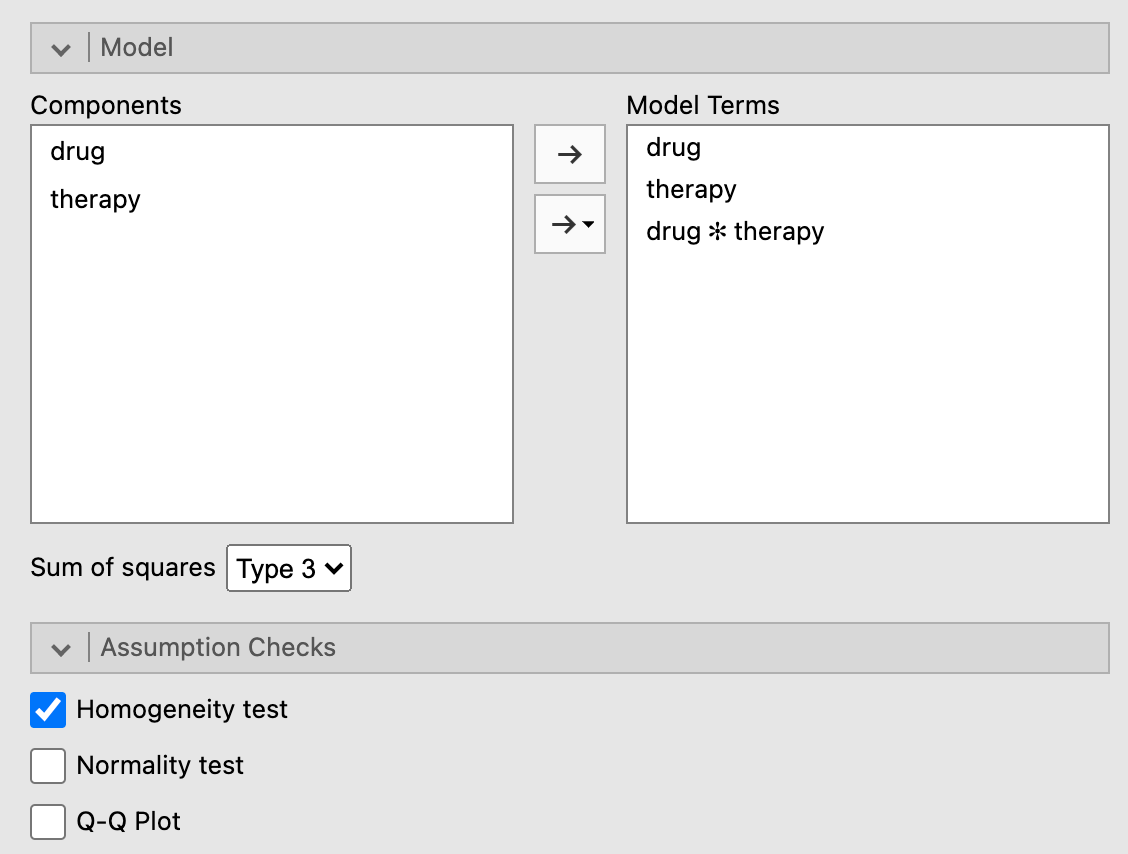 Model
Components
Model Terms
drug
therapy
drug
therapy
drug ✻ therapy
Sum of squares Type 3
Assumption Checks
Homogeneity test
Normality test
Q-Q Plot